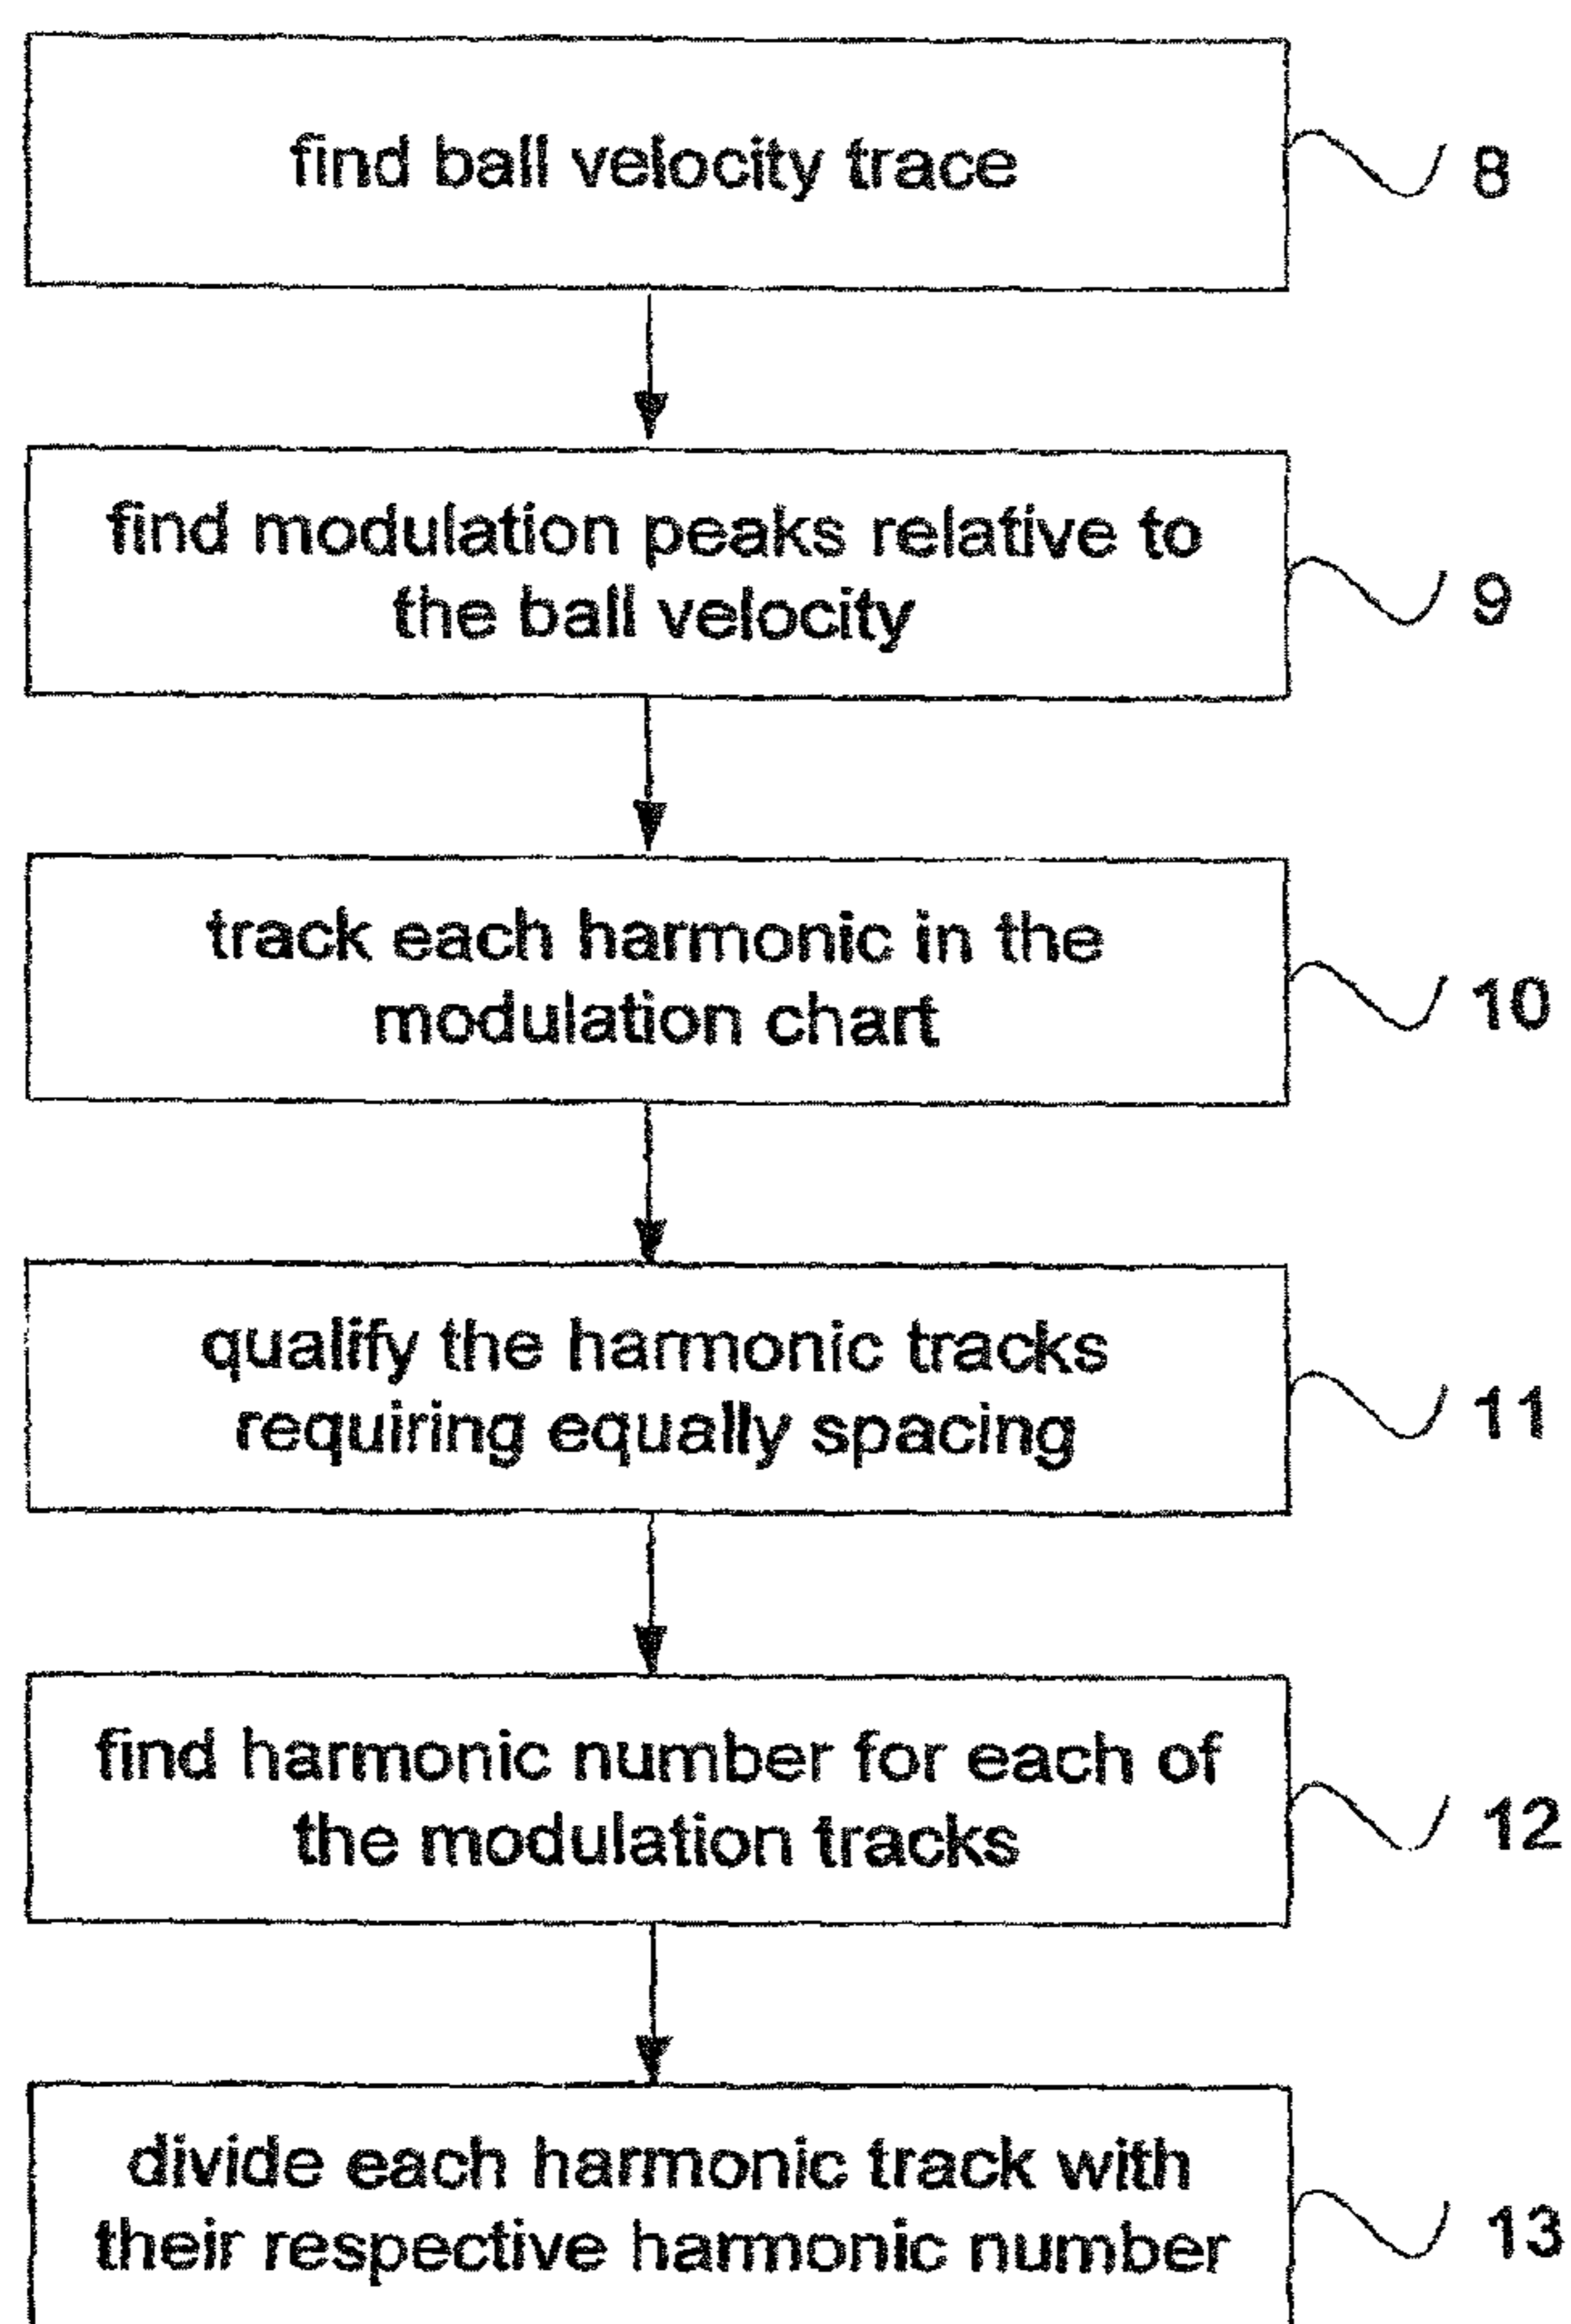 find ball velocity trace
8
find modulation peaks relative to
the ball velocity
9
track each harmonic in the
modulation chart
10
qualify the harmonic tracks
requiring equally spacing
11
find harmonic number for each of
the modulation tracks
12
divide each harmonic track with
their respective harmonic number
13